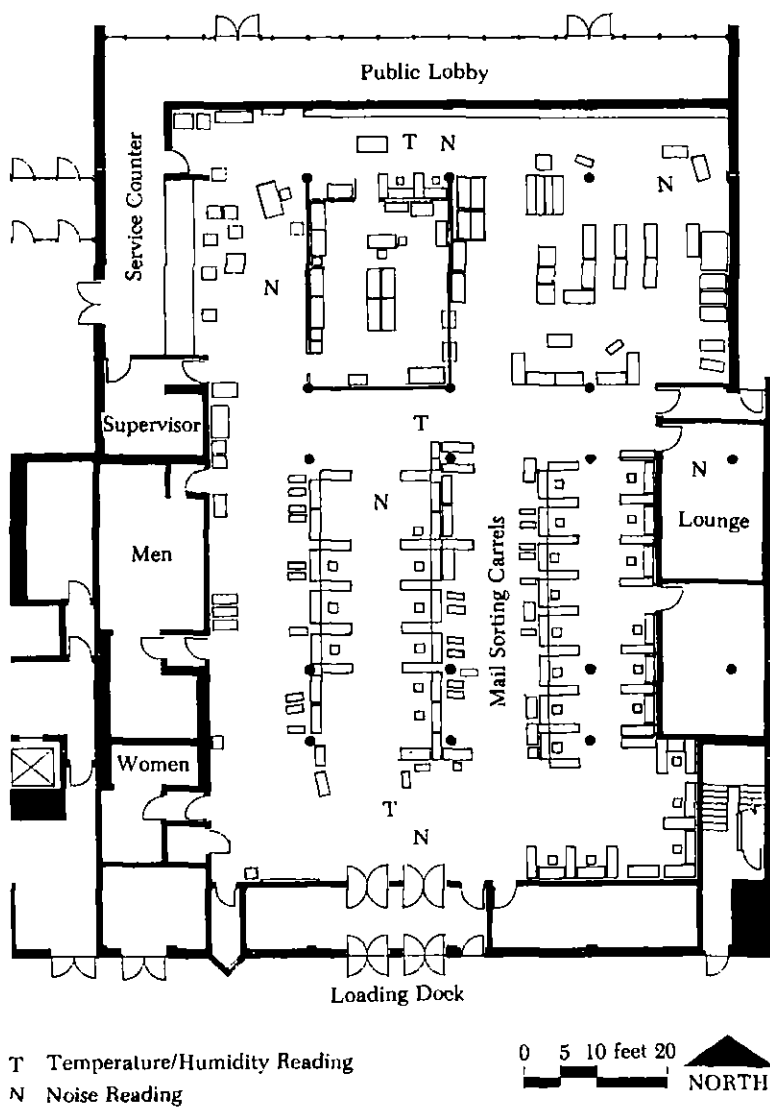 Public Lobby
T N
Service Counter
N
N
Supervisor
T
N
N
Lounge
Men
Mail Sorting Carrels
Women
T
N
Loading Dock
T Temperature/Humidity Reading
N Noise Reading
0 5 10 feet 20
NORTH